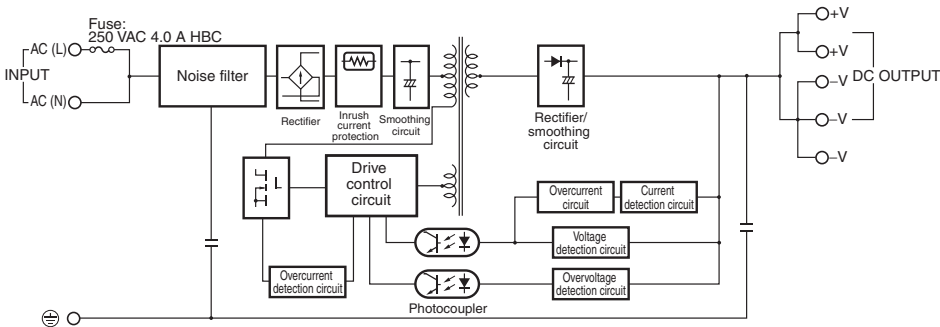 Fuse:
250 VAC 4.0 A HBC
AC (L)
INPUT
AC (N)
Noise filter
Rectifier
Inrush
current
protection
Smoothing
circuit
Rectifier/
smoothing
circuit
+V
+V
–V
DC OUTPUT
–V
–V
Drive
control
circuit
Overcurrent
detection circuit
Overcurrent
circuit
Current
detection circuit
Voltage
detection circuit
Overvoltage
detection circuit
Photocoupler